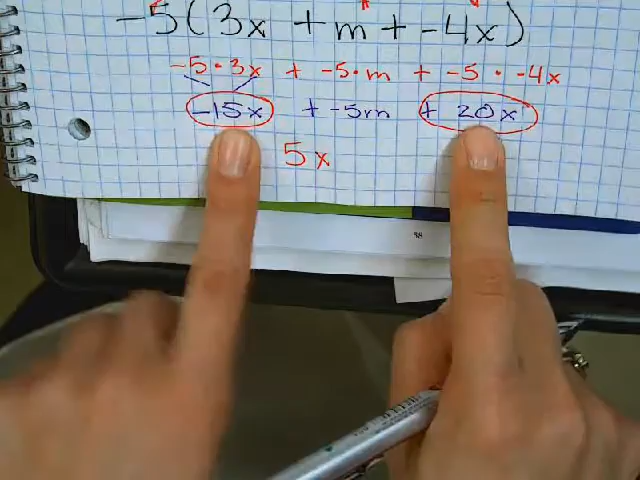 -5(3x + m + -4x)
-5 · 3x + -5 · m + -5 · -4x
-15x + -5m + 20x
5x